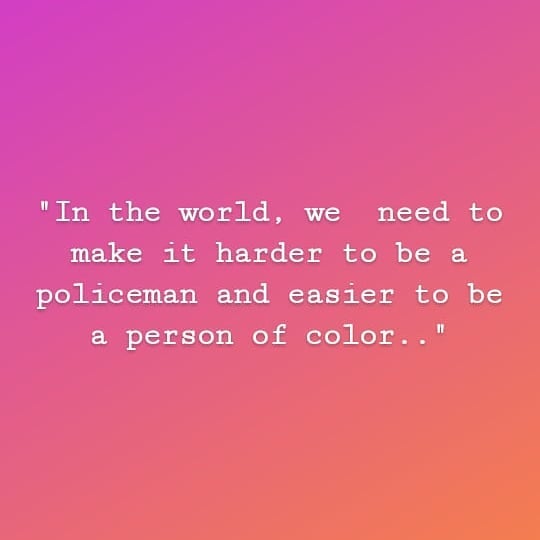 "In the world, we  need to
make it harder to be a
policeman and easier to be
a person of color.."